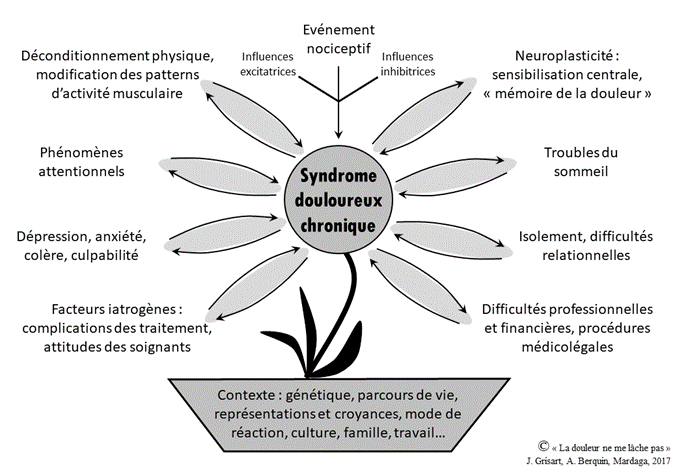 Evénement
nociceptif
Influences
excitatrices
Influences
inhibitrices
Déconditionnement physique,
modification des patterns
d'activité musculaire
Neuroplasticité :
sensibilisation centrale,
« mémoire de la douleur »
Phénomènes
attentionnels
Troubles du
sommeil
Syndrome
douloureux
chronique
Dépression, anxiété,
colère, culpabilité
Isolement, difficultés
relationnelles
Facteurs iatrogènes :
complications des traitement,
attitudes des soignants
Difficultés professionnelles
et financières, procédures
médicolégales
Contexte : génétique, parcours de vie,
représentations et croyances, mode de
réaction, culture, famille, travail...
© « La douleur ne me lâche pas »
J. Grisart, A. Berquin, Mardaga, 2017